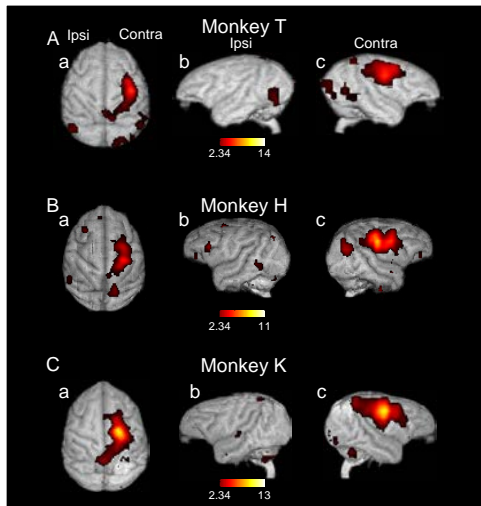 Monkey T
A Ipsi Contra Ipsi Contra
a b c
2.34 14
Monkey H
B
a b c
2.34 11
Monkey K
C
a b c
2.34 13